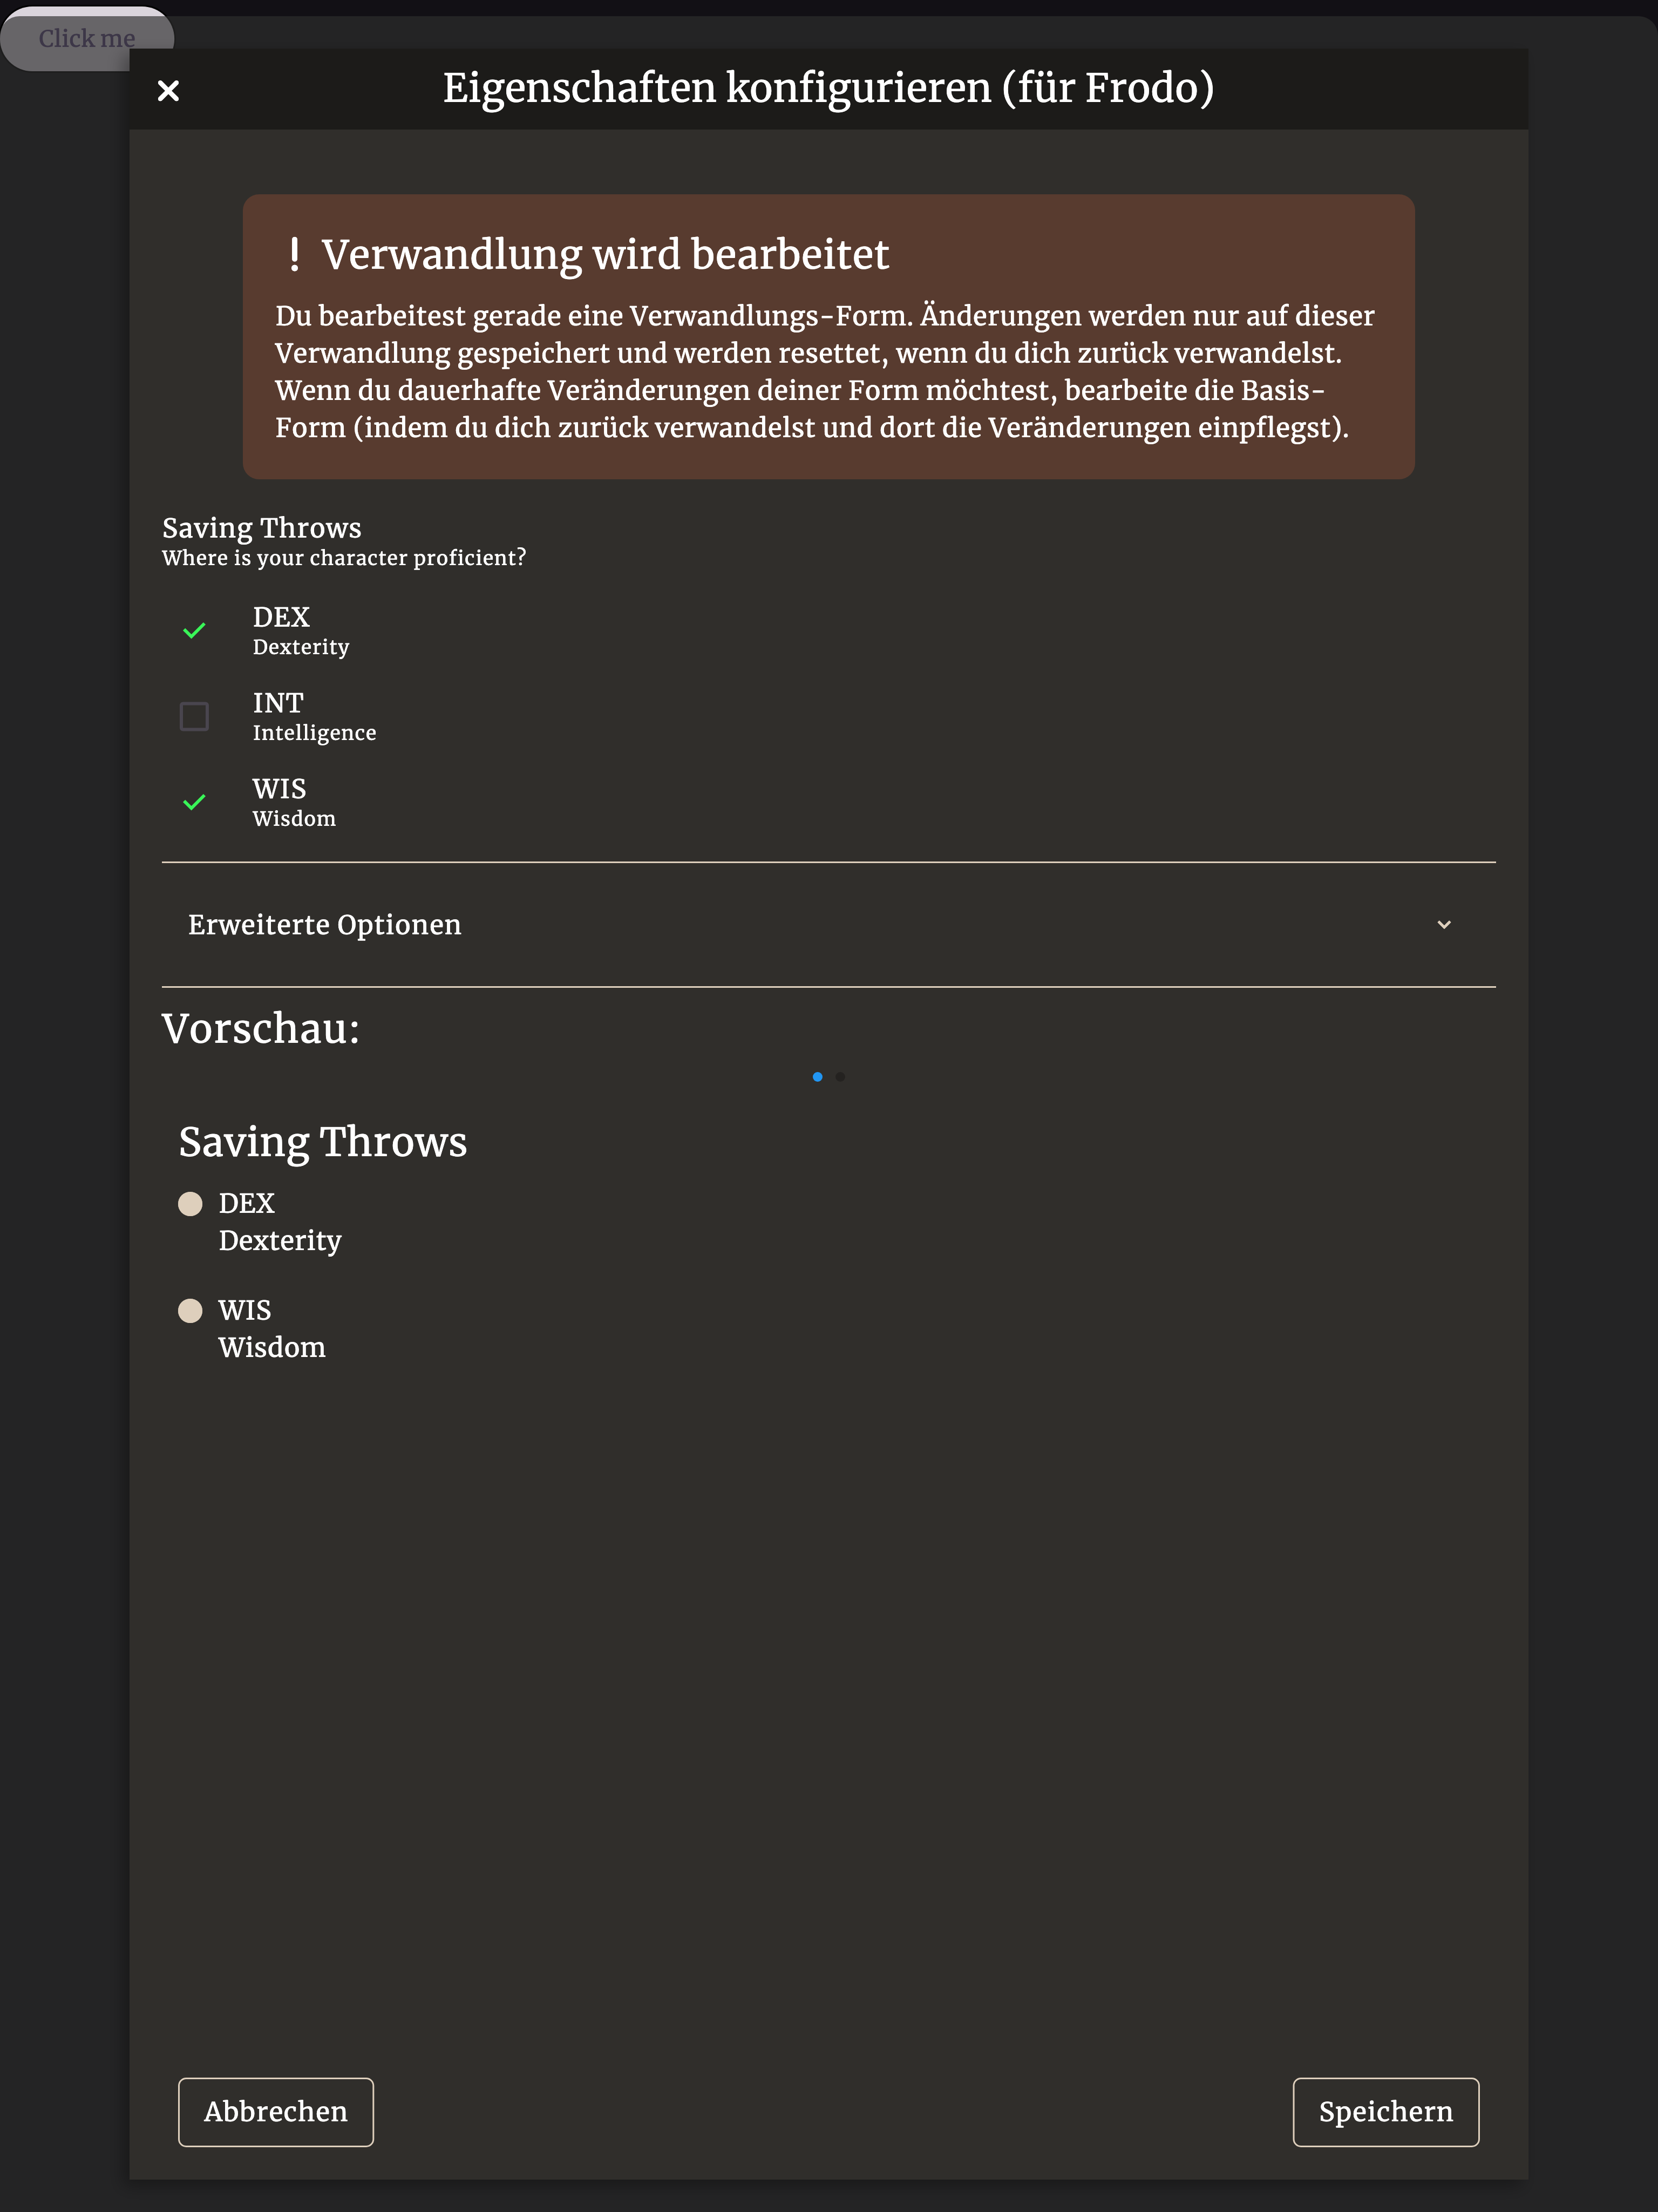 Click me
Eigenschaften konfigurieren (für Frodo)
! Verwandlung wird bearbeitet
Du bearbeitest gerade eine Verwandlungs-Form. Änderungen werden nur auf dieser
Verwandlung gespeichert und werden resettet, wenn du dich zurück verwandelst.
Wenn du dauerhafte Veränderungen deiner Form möchtest, bearbeite die Basis-
Form (indem du dich zurück verwandelst und dort die Veränderungen einpflegst).
Saving Throws
Where is your character proficient?
DEX
Dexterity
INT
Intelligence
WIS
Wisdom
Erweiterte Optionen
Vorschau:
Saving Throws
DEX
Dexterity
WIS
Wisdom
Abbrechen
Speichern